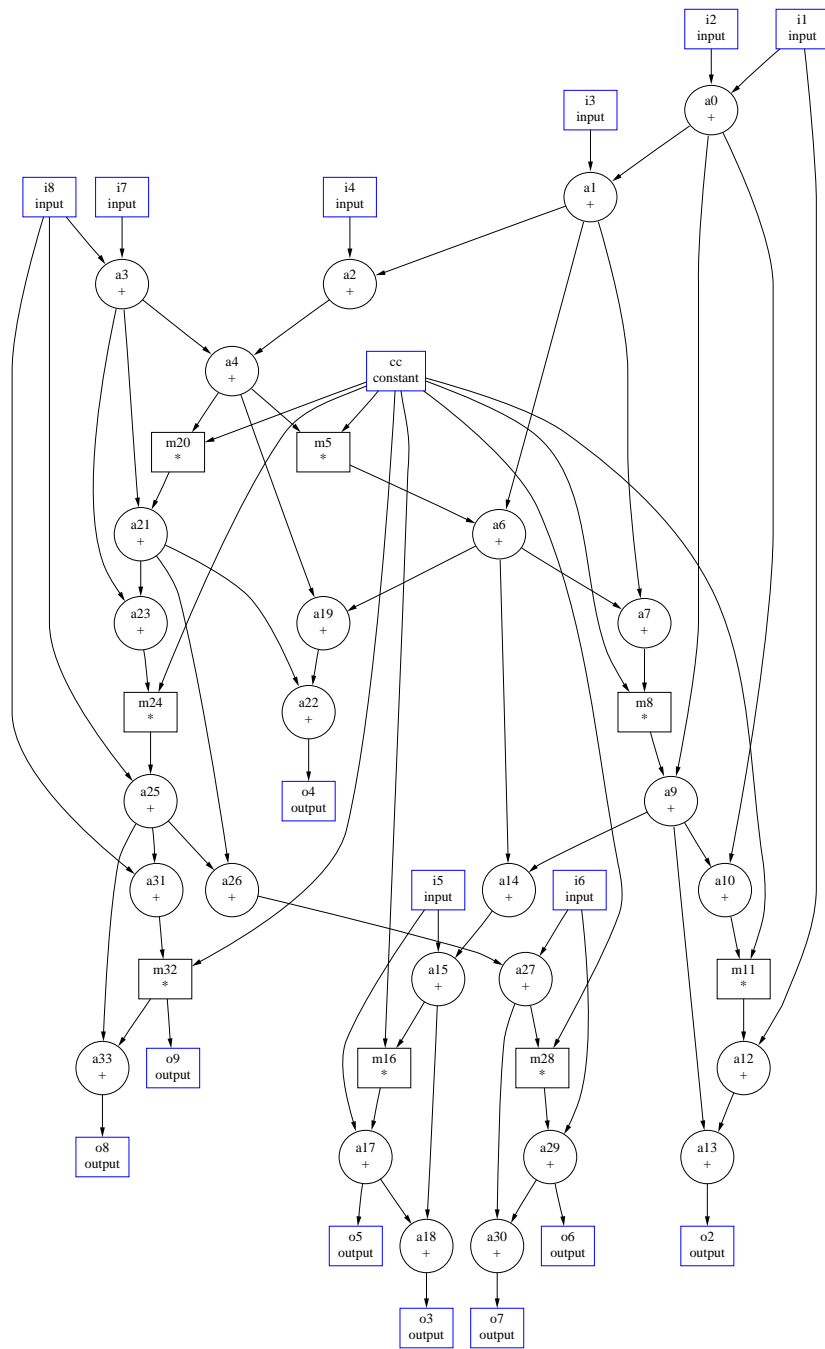 i2
input
i1
input
i3
input
a0
+
i8
input
i7
input
i4
input
a1
+
a3
+
a2
+
a4
+
cc
constant
m20
*
m5
*
a21
+
a6
+
a23
+
a19
+
a7
+
m24
*
a22
+
m8
*
a25
+
o4
output
a9
+
a31
+
a26
+
i5
input
a14
+
i6
input
a10
+
m32
*
a15
+
a27
+
m11
*
a33
+
o9
output
m16
*
m28
*
a12
+
o8
output
a17
+
a29
+
a13
+
o5
output
a18
+
a30
+
o6
output
o2
output
o3
output
o7
output